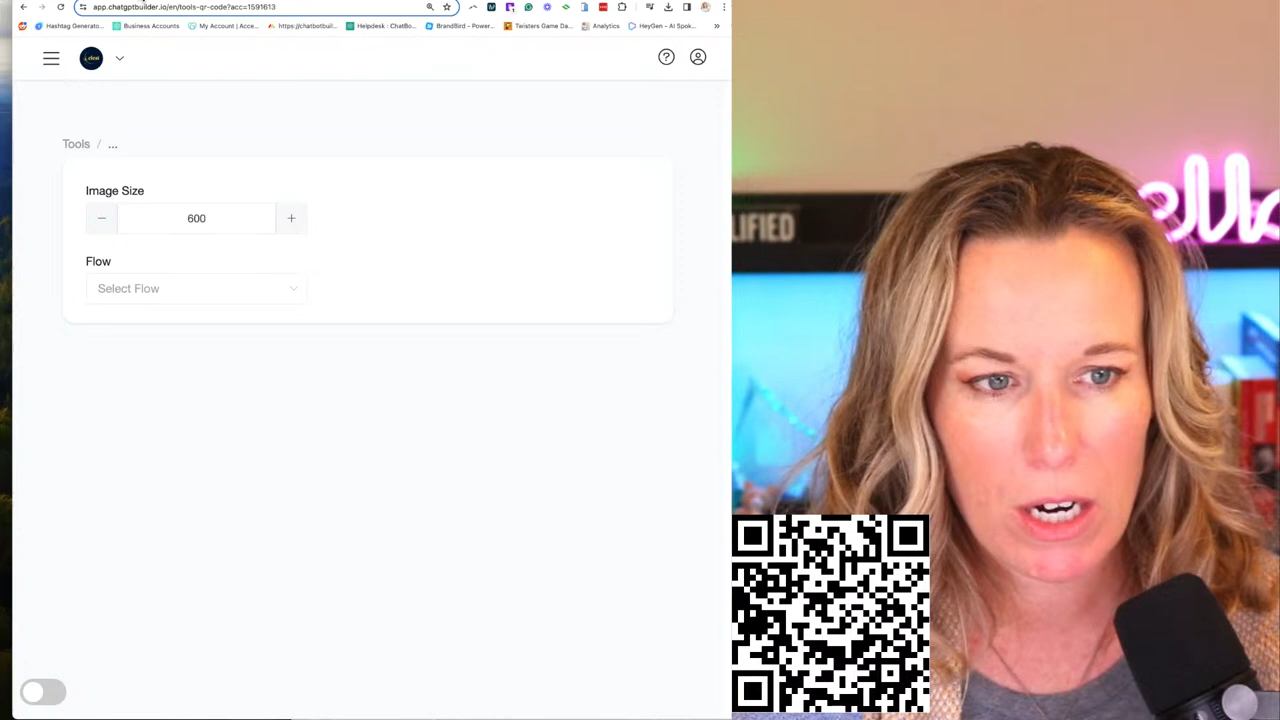 app.chatgptbuilder.io/en/tools-qr-code?acc=1591613
Hashtag Generato...
Business Accounts
My Account | Acce...
https://chatbotbuil...
Helpdesk : ChatBo...
BrandBird – Power...
Twisters Game Da...
Analytics
HeyGen - AI Spok...
»
Tools / ...
Image Size
− 600 +
Flow
Select Flow
LIFIED
ello